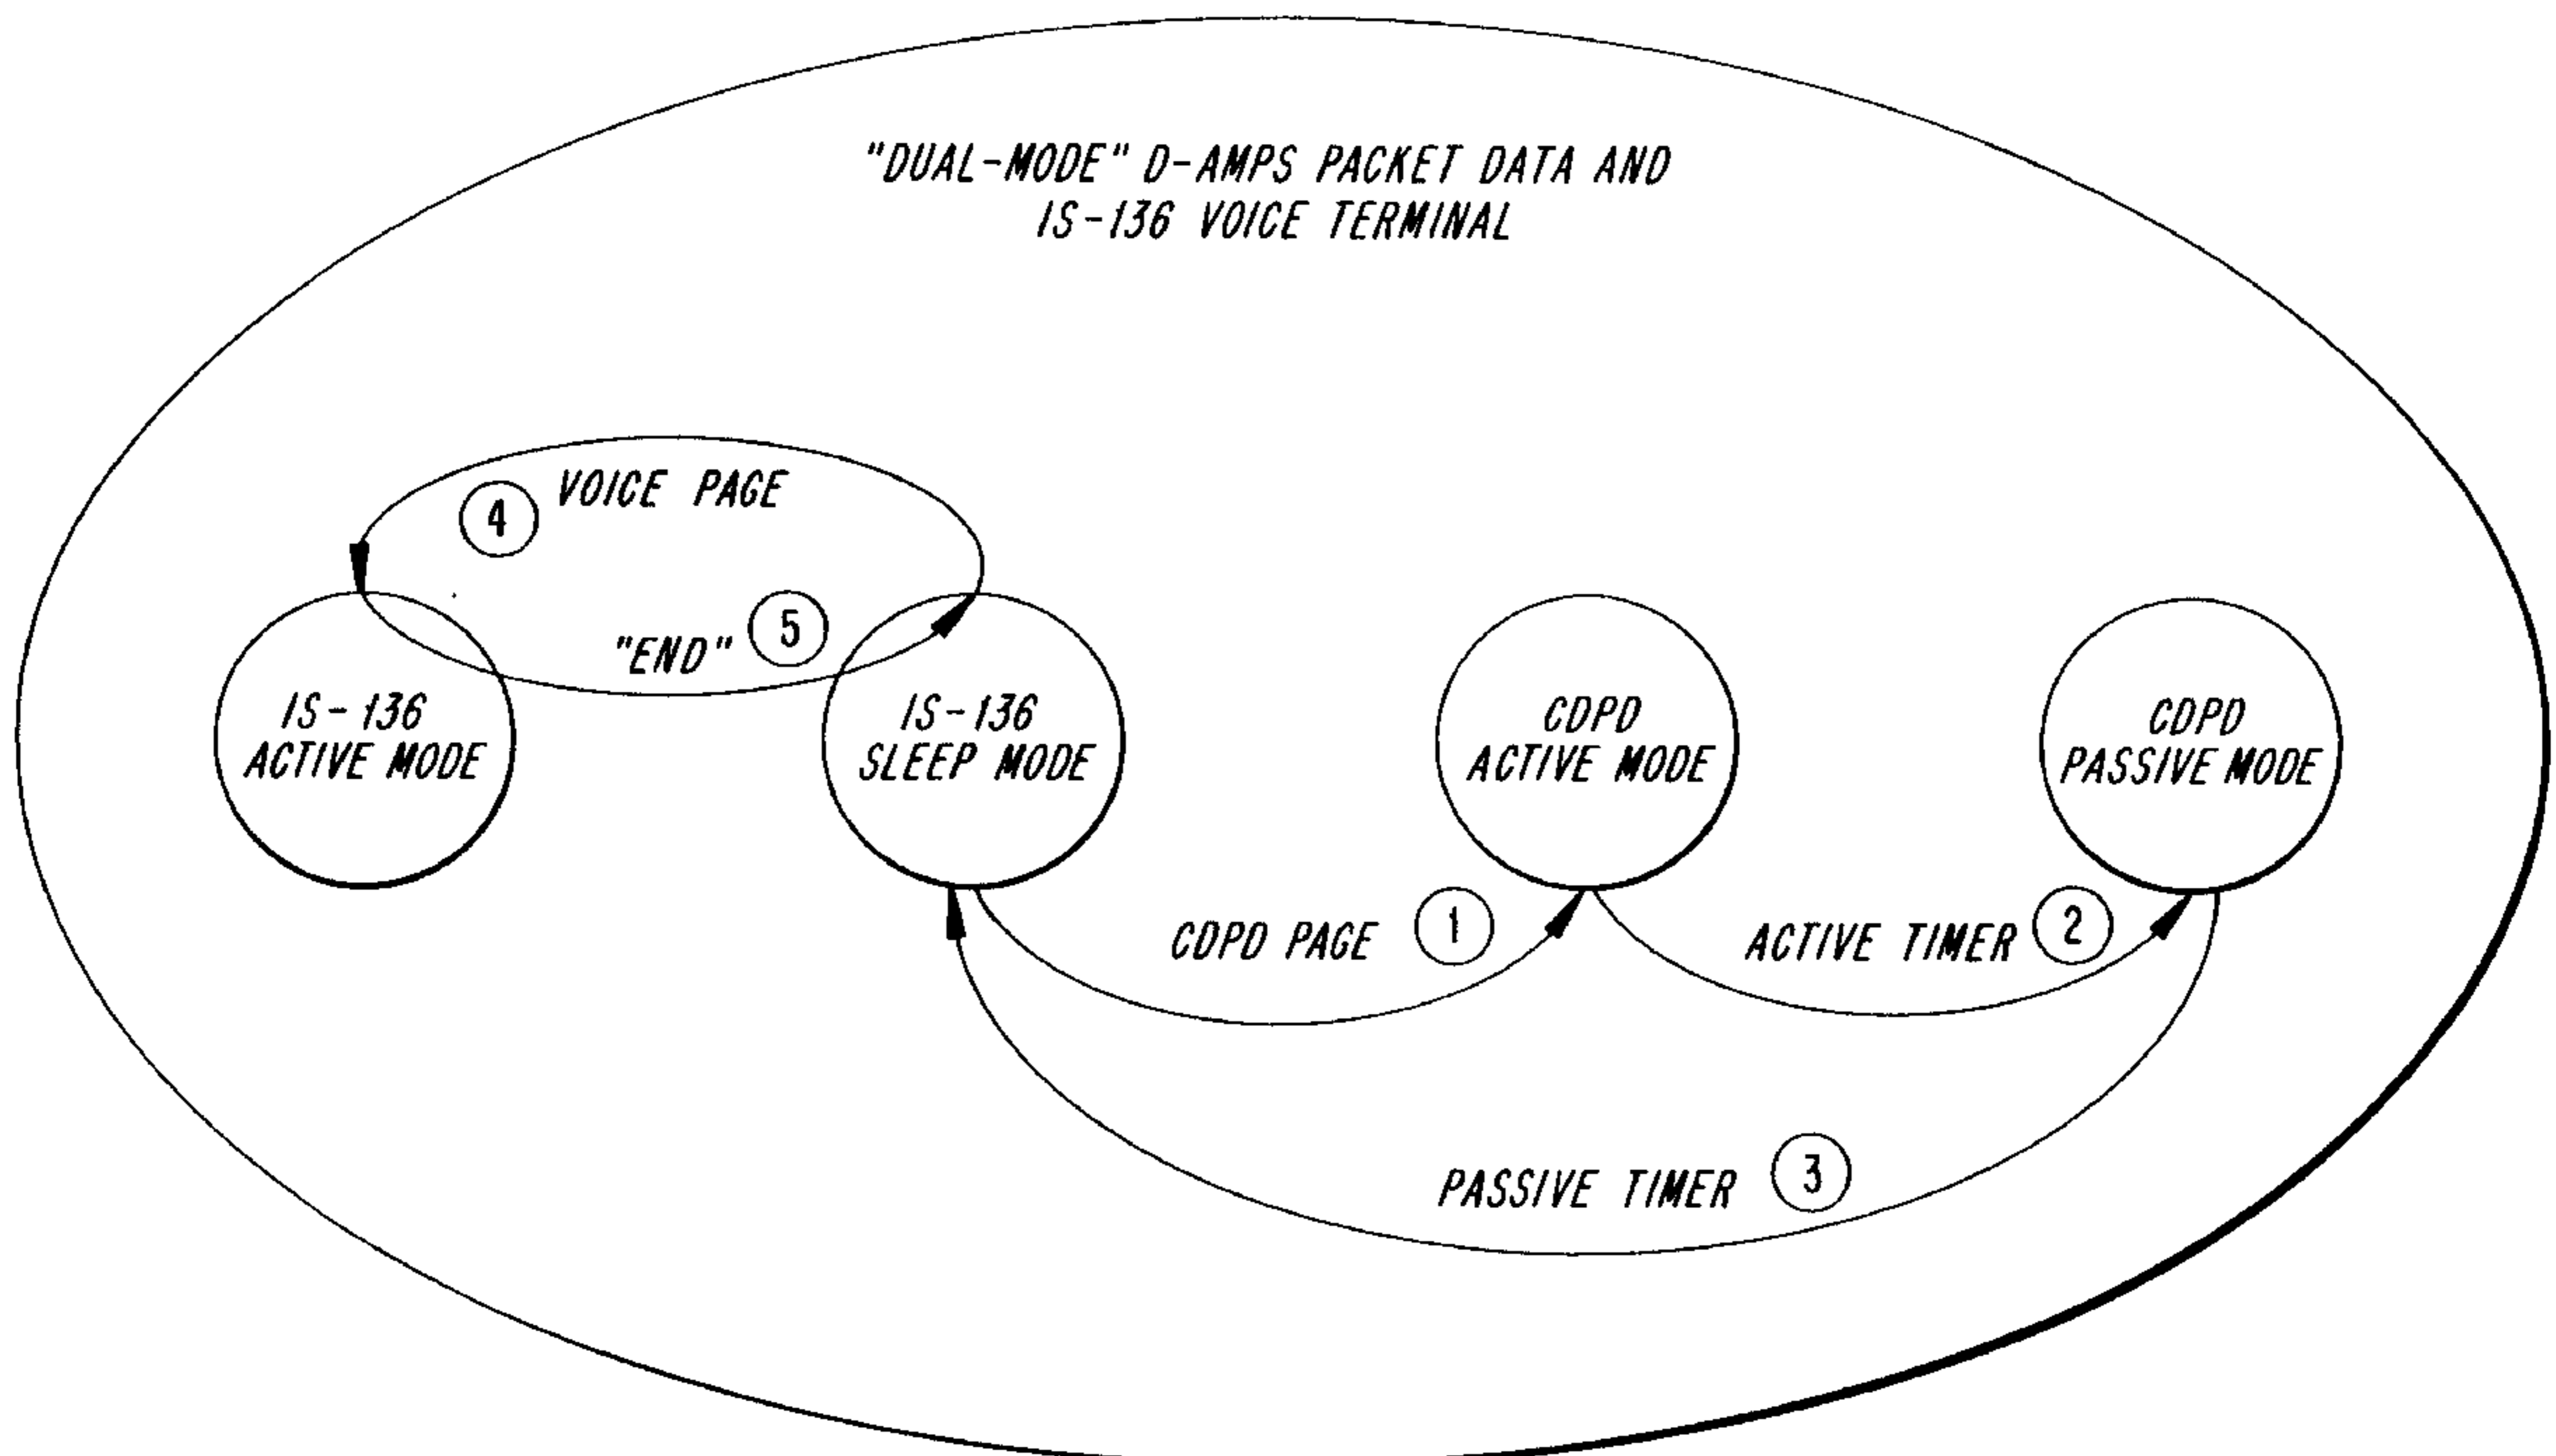 "DUAL-MODE" D-AMPS PACKET DATA AND
IS-136 VOICE TERMINAL
VOICE PAGE
4
"END"
5
IS-136
ACTIVE MODE
IS-136
SLEEP MODE
CDPD
ACTIVE MODE
CDPD
PASSIVE MODE
CDPD PAGE
1
ACTIVE TIMER
2
PASSIVE TIMER
3